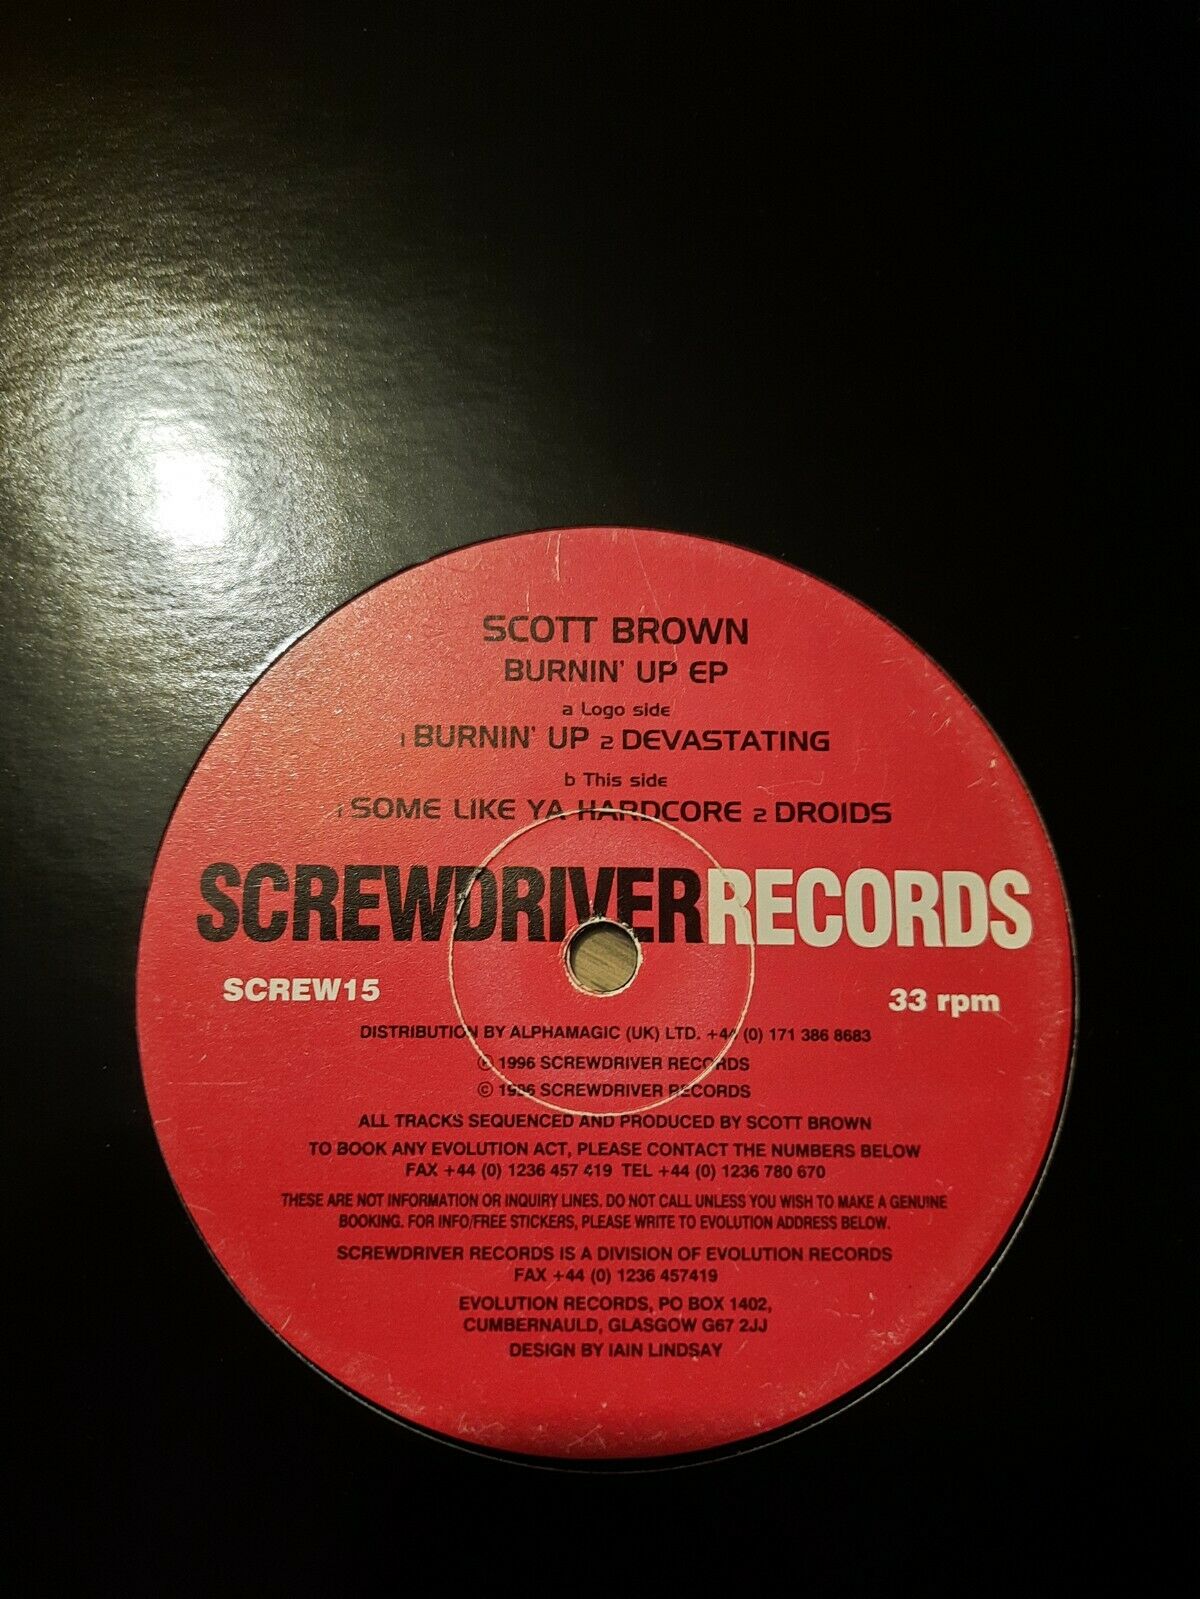 SCOTT BROWN
BURNIN' UP EP
a Logo side
1 BURNIN' UP 2 DEVASTATING
b This side
1 SOME LIKE YA HARDCORE 2 DROIDS
SCREWDRIVERRECORDS
SCREW15 33 rpm
DISTRIBUTION BY ALPHAMAGIC (UK) LTD. +44 (0) 171 386 8683
℗ 1996 SCREWDRIVER RECORDS
© 1996 SCREWDRIVER RECORDS
ALL TRACKS SEQUENCED AND PRODUCED BY SCOTT BROWN
TO BOOK ANY EVOLUTION ACT, PLEASE CONTACT THE NUMBERS BELOW
FAX +44 (0) 1236 457 419 TEL +44 (0) 1236 780 670
THESE ARE NOT INFORMATION OR INQUIRY LINES. DO NOT CALL UNLESS YOU WISH TO MAKE A GENUINE
BOOKING. FOR INFO/FREE STICKERS, PLEASE WRITE TO EVOLUTION ADDRESS BELOW.
SCREWDRIVER RECORDS IS A DIVISION OF EVOLUTION RECORDS
FAX +44 (0) 1236 457419
EVOLUTION RECORDS, PO BOX 1402,
CUMBERNAULD, GLASGOW G67 2JJ
DESIGN BY IAIN LINDSAY